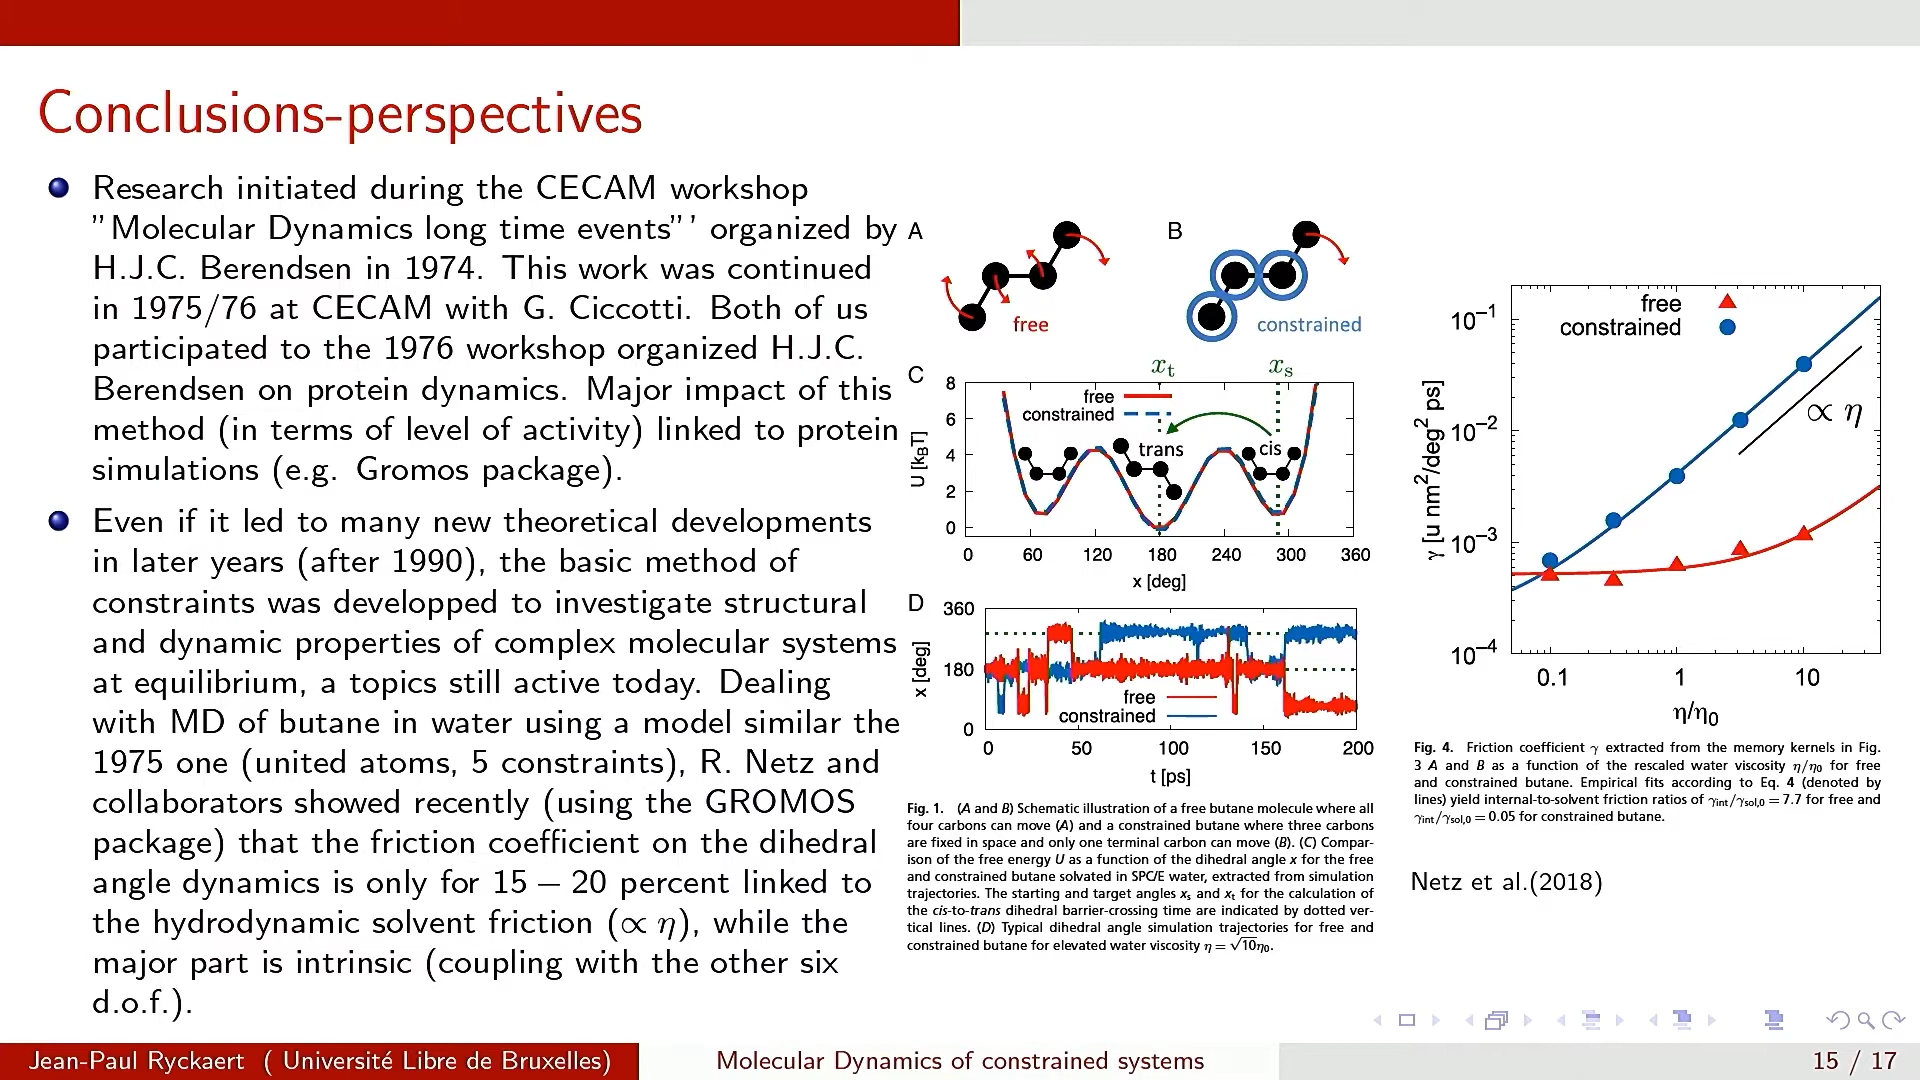 Conclusions-perspectives
Research initiated during the CECAM workshop
”Molecular Dynamics long time events”’ organized by
H.J.C. Berendsen in 1974. This work was continued
in 1975/76 at CECAM with G. Ciccotti. Both of us
participated to the 1976 workshop organized H.J.C.
Berendsen on protein dynamics. Major impact of this
method (in terms of level of activity) linked to protein
simulations (e.g. Gromos package).
Even if it led to many new theoretical developments
in later years (after 1990), the basic method of
constraints was developped to investigate structural
and dynamic properties of complex molecular systems
at equilibrium, a topics still active today. Dealing
with MD of butane in water using a model similar the
1975 one (united atoms, 5 constraints), R. Netz and
collaborators showed recently (using the GROMOS
package) that the friction coefficient on the dihedral
angle dynamics is only for 15 – 20 percent linked to
the hydrodynamic solvent friction (∝ η), while the
major part is intrinsic (coupling with the other six
d.o.f.).
A
free
B
constrained
C
xt
xs
free
constrained
trans
cis
U [kBT]
8
6
4
2
0
0 60 120 180 240 300 360
x [deg]
D
x [deg]
360
180
0
free
constrained
0 50 100 150 200
t [ps]
Fig. 1. (A and B) Schematic illustration of a free butane molecule where all
four carbons can move (A) and a constrained butane where three carbons
are fixed in space and only one terminal carbon can move (B). (C) Compar-
ison of the free energy U as a function of the dihedral angle x for the free
and constrained butane solvated in SPC/E water, extracted from simulation
trajectories. The starting and target angles xs and xt for the calculation of
the cis-to-trans dihedral barrier-crossing time are indicated by dotted ver-
tical lines. (D) Typical dihedral angle simulation trajectories for free and
constrained butane for elevated water viscosity η = √10η0.
free
constrained
∝ η
γ [u nm²/deg² ps]
10⁻¹
10⁻²
10⁻³
10⁻⁴
0.1 1 10
η/η0
Fig. 4. Friction coefficient γ extracted from the memory kernels in Fig.
3 A and B as a function of the rescaled water viscosity η/η0 for free
and constrained butane. Empirical fits according to Eq. 4 (denoted by
lines) yield internal-to-solvent friction ratios of γint/γsol,0 = 7.7 for free and
γint/γsol,0 = 0.05 for constrained butane.
Netz et al.(2018)
Jean-Paul Ryckaert ( Université Libre de Bruxelles)
Molecular Dynamics of constrained systems
15 / 17